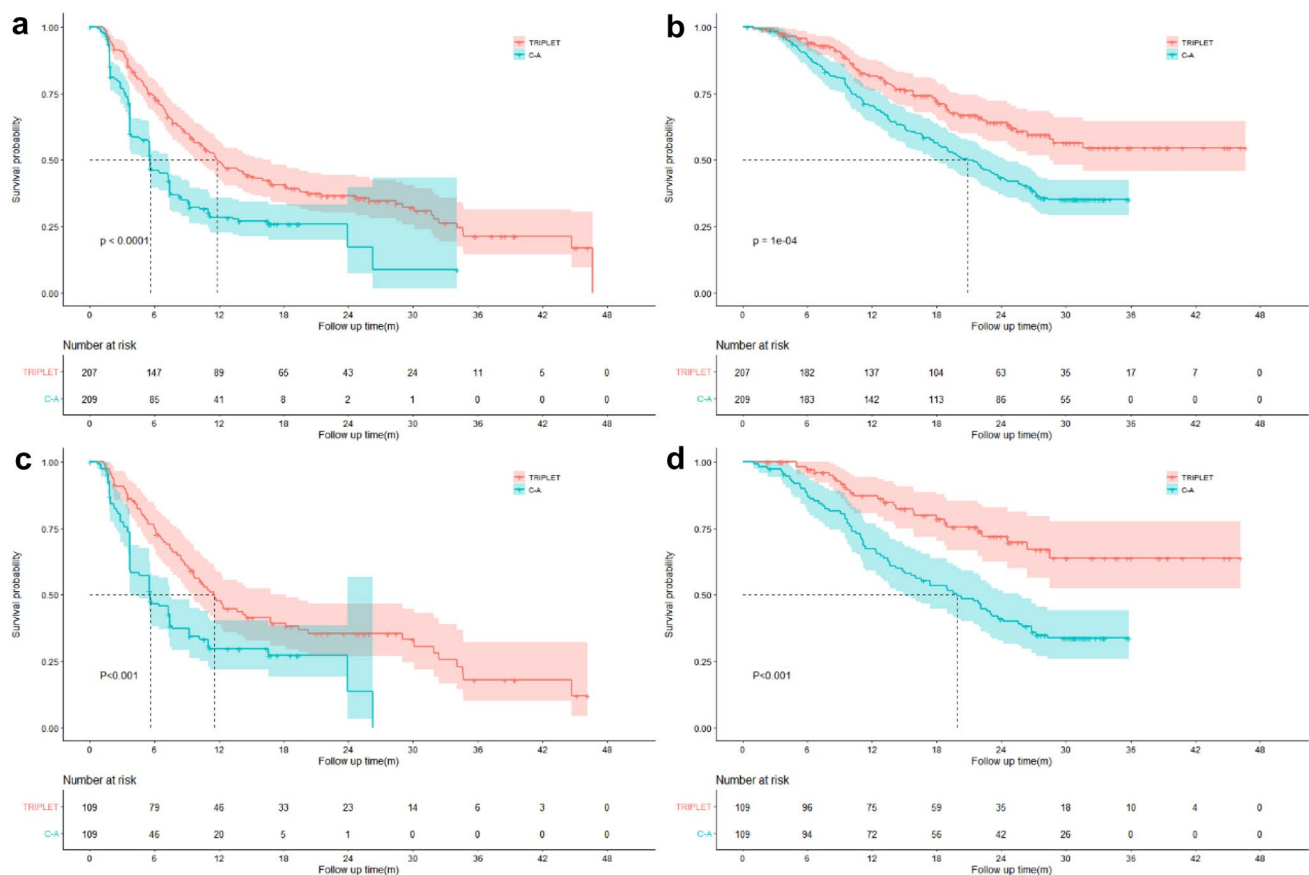 a
1.00
0.75
0.50
0.25
0.00
Survival probability
TRIPLET
C-A
p < 0.0001
0 6 12 18 24 30 36 42 48
Follow up time(m)
Number at risk
TRIPLET 207 147 89 65 43 24 11 5 0
C-A 209 85 41 8 2 1 0 0 0
0 6 12 18 24 30 36 42 48
Follow up time(m)
b
1.00
0.75
0.50
0.25
0.00
Survival probability
TRIPLET
C-A
p = 1e-04
0 6 12 18 24 30 36 42 48
Follow up time(m)
Number at risk
TRIPLET 207 182 137 104 63 35 17 7 0
C-A 209 183 142 113 86 55 0 0 0
0 6 12 18 24 30 36 42 48
Follow up time(m)
c
1.00
0.75
0.50
0.25
0.00
Survival probability
TRIPLET
C-A
P<0.001
0 6 12 18 24 30 36 42 48
Follow up time(m)
Number at risk
TRIPLET 109 79 46 33 23 14 6 3 0
C-A 109 46 20 5 1 0 0 0 0
0 6 12 18 24 30 36 42 48
Follow up time(m)
d
1.00
0.75
0.50
0.25
0.00
Survival probability
TRIPLET
C-A
P<0.001
0 6 12 18 24 30 36 42 48
Follow up time(m)
Number at risk
TRIPLET 109 96 75 59 35 18 10 4 0
C-A 109 94 72 56 42 26 0 0 0
0 6 12 18 24 30 36 42 48
Follow up time(m)